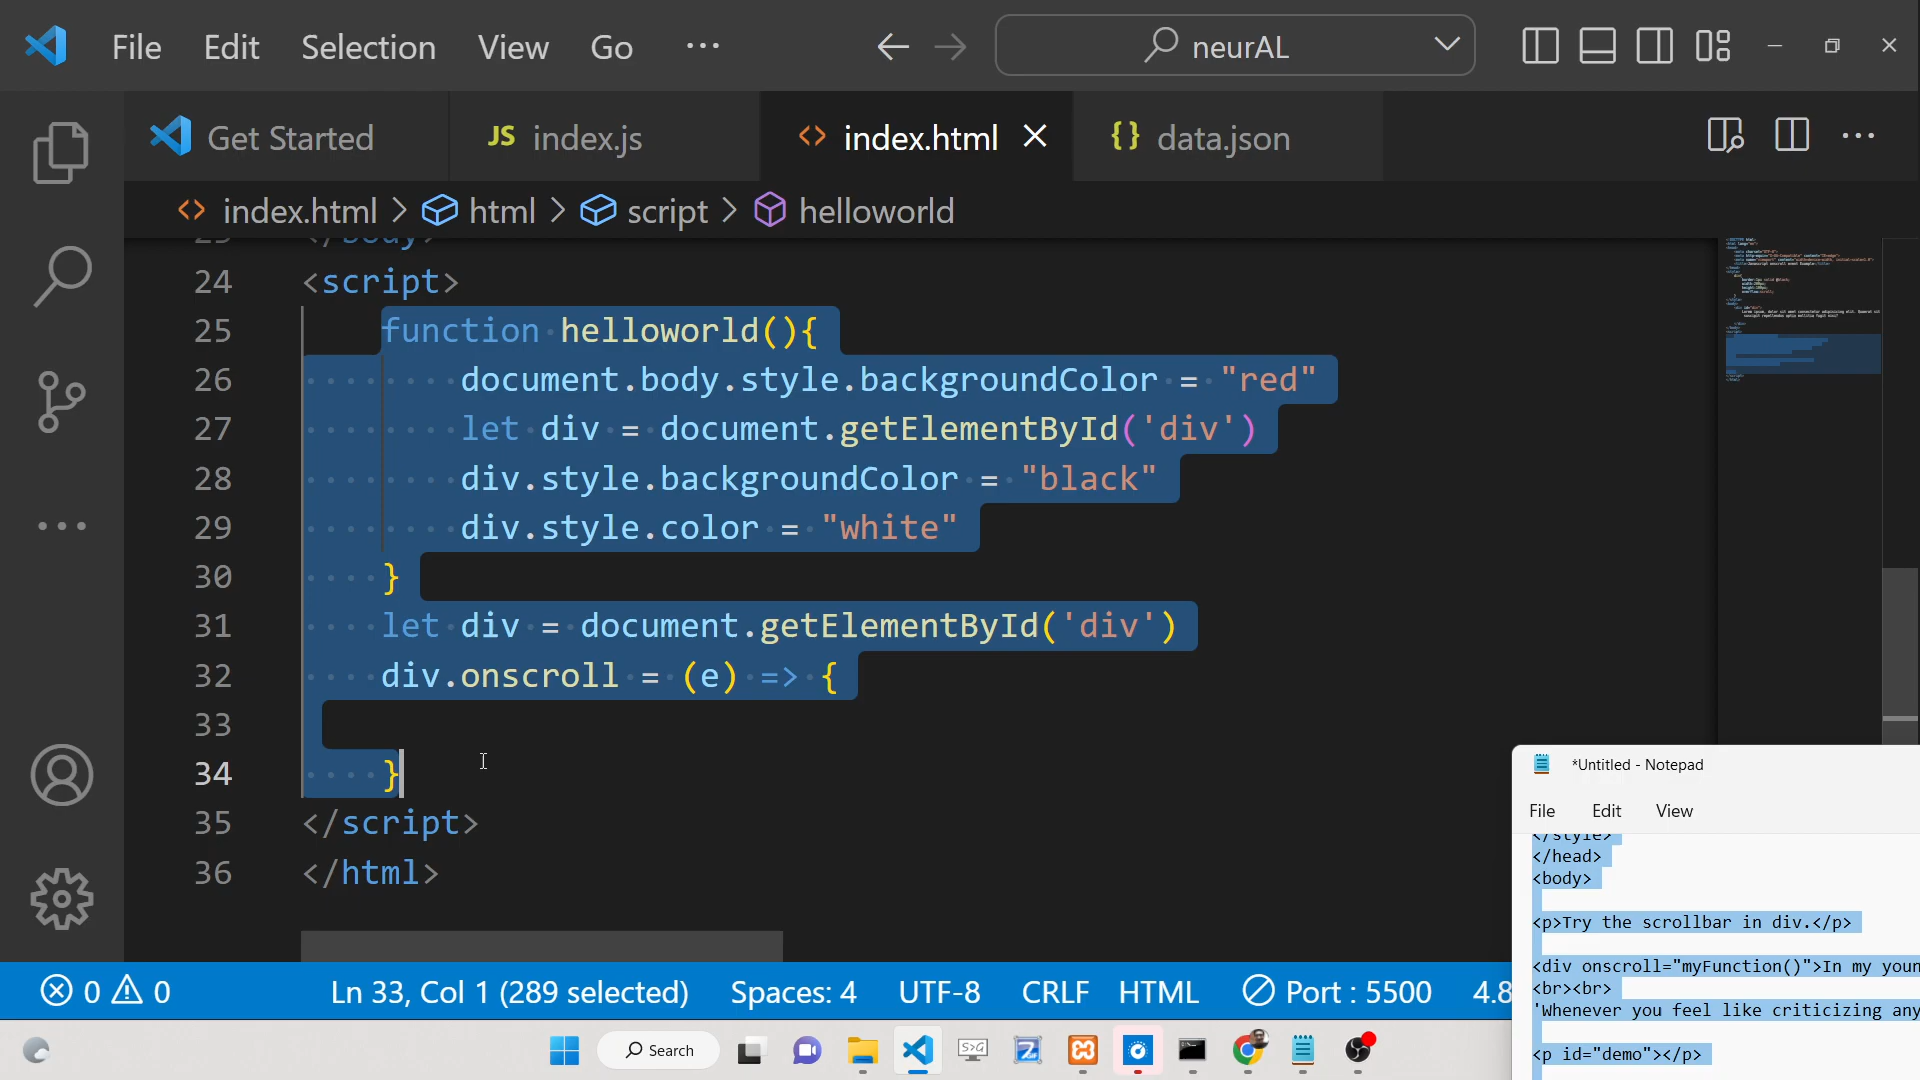 File Edit Selection View Go ··· neurAL
Get Started
JS index.js
<> index.html
{} data.json
<> index.html > html > script > helloworld
23 </body>
24 <script>
25 function helloworld(){
26 document.body.style.backgroundColor = "red"
27 let div = document.getElementById('div')
28 div.style.backgroundColor = "black"
29 div.style.color = "white"
30 }
31 let div = document.getElementById('div')
32 div.onscroll = (e) => {
33
34 }
35 </script>
36 </html>
*Untitled - Notepad
File Edit View
</style>
</head>
<body>
<p>Try the scrollbar in div.</p>
<div onscroll="myFunction()">In my youn
<br><br>
'Whenever you feel like criticizing any
<p id="demo"></p>
0 0 Ln 33, Col 1 (289 selected) Spaces: 4 UTF-8 CRLF HTML Port : 5500 4.8
Search